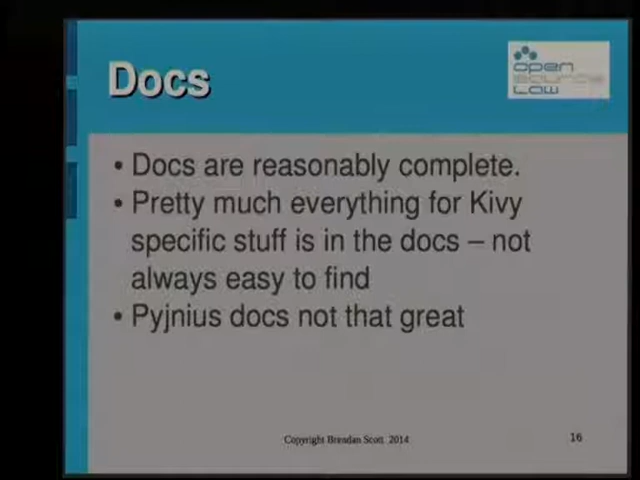 Docs
open
source
Law
• Docs are reasonably complete.
• Pretty much everything for Kivy
specific stuff is in the docs – not
always easy to find
• Pyjnius docs not that great
Copyright Brendan Scott 2014
16